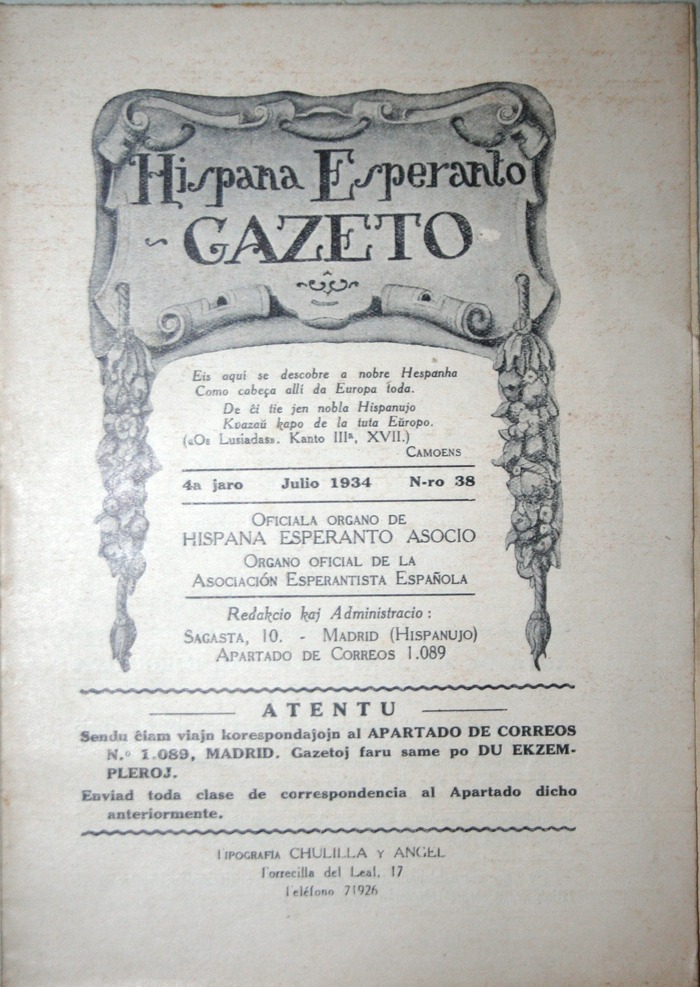 Hispana Esperanto
GAZETO
Eis aqui se descobre a nobre Hespanha
Como cabeça allí da Europa toda.
De ĉi tie jen nobla Hispanujo
Kvazaŭ kapo de la tuta Eŭropo.
(«Os Lusiadas». Kanto IIIª, XVII.)
CAMOENS
4a jaro Julio 1934 N-ro 38
OFICIALA ORGANO DE
HISPANA ESPERANTO ASOCIO
ORGANO OFICIAL DE LA
ASOCIACIÓN ESPERANTISTA ESPAÑOLA
Redakcio kaj Administracio :
SAGASTA, 10. - MADRID (HISPANUJO)
APARTADO DE CORREOS 1.089
ATENTU
Sendu ĉiam viajn korespondajojn al APARTADO DE CORREOS
N.º 1.089, MADRID. Gazetoj faru same po DU EKZEM-
PLEROJ.
Enviad toda clase de correspondencia al Apartado dicho
anteriormente.
TIPOGRAFÍA CHULILLA Y ANGEL
Torrecilla del Leal, 17
Teléfono 71926